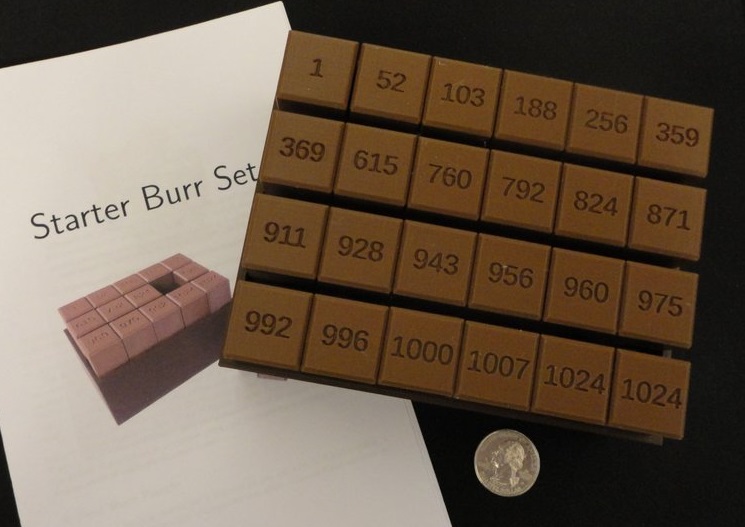 Starter Burr Set
1 52 103 188 256 359
369 615 760 792 824 871
911 928 943 956 960 975
992 996 1000 1007 1024 1024